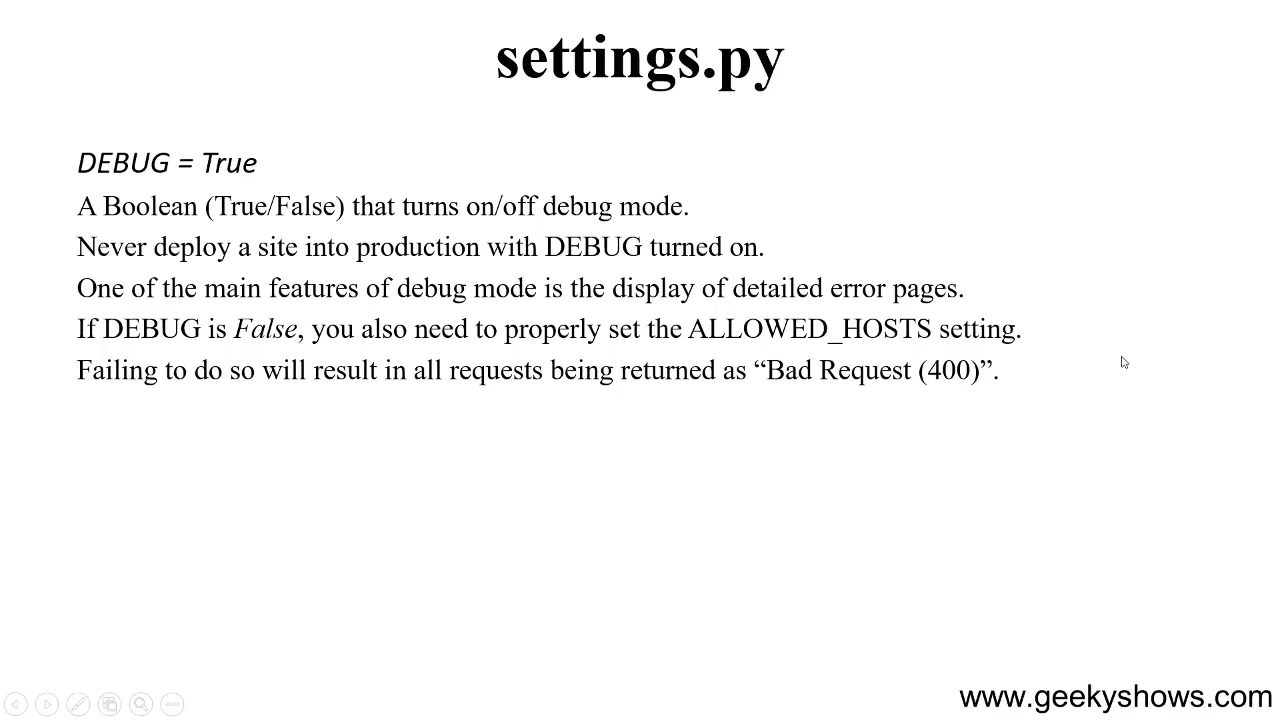 settings.py
DEBUG = True
A Boolean (True/False) that turns on/off debug mode.
Never deploy a site into production with DEBUG turned on.
One of the main features of debug mode is the display of detailed error pages.
If DEBUG is False, you also need to properly set the ALLOWED_HOSTS setting.
Failing to do so will result in all requests being returned as “Bad Request (400)”.
www.geekyshows.com